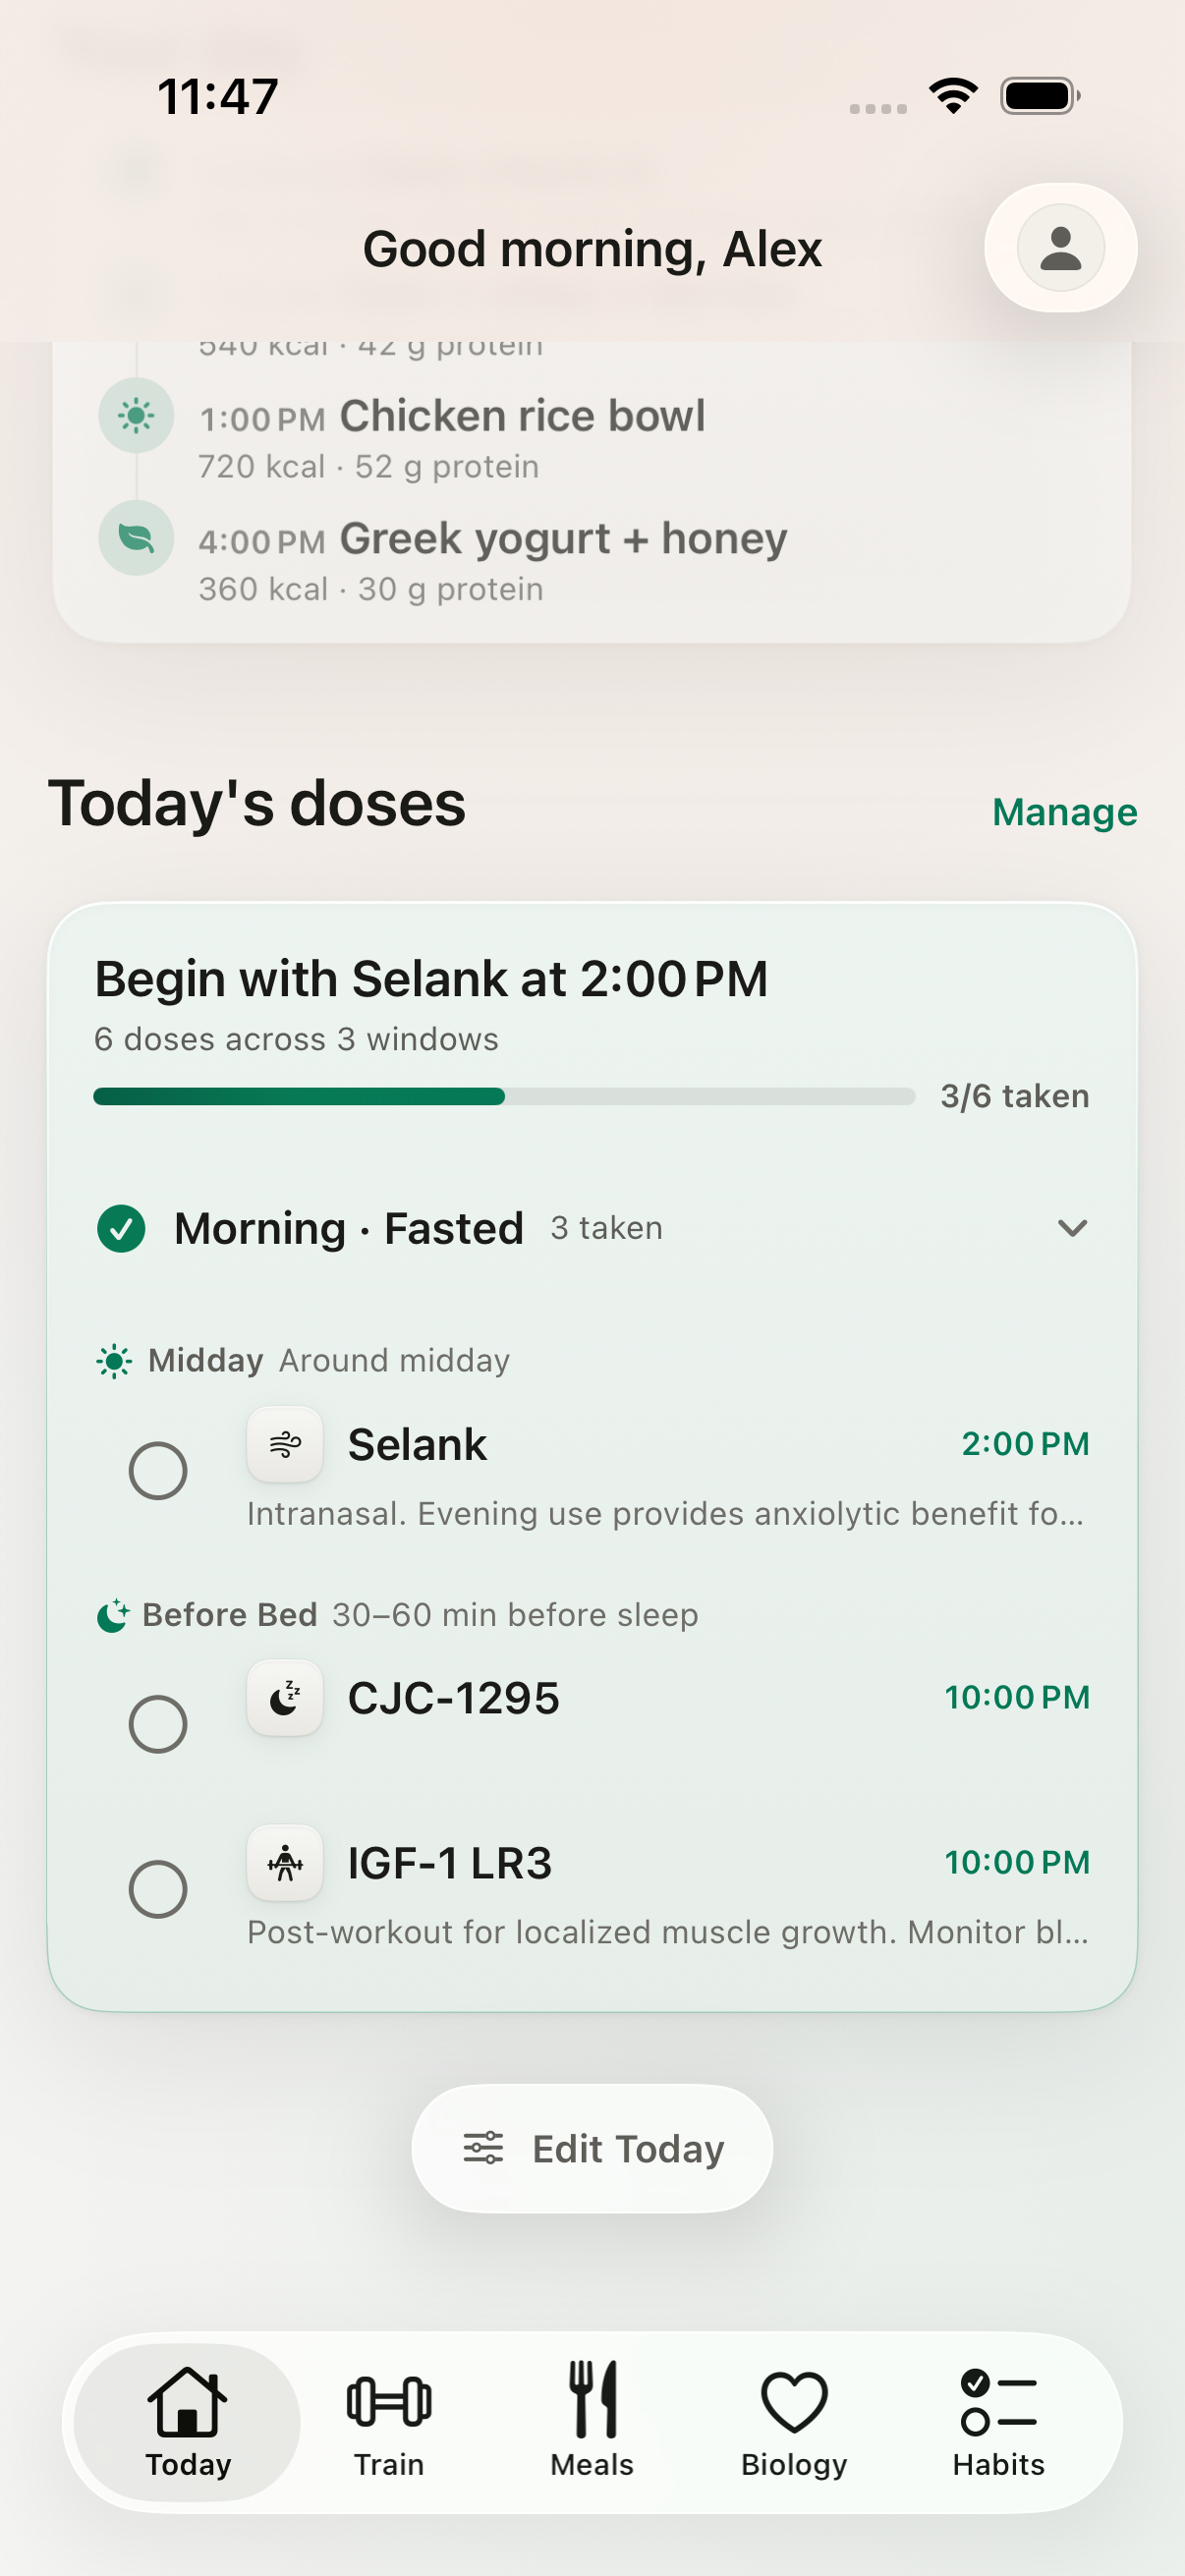 11:47
Good morning, Alex
540 kcal · 42 g protein
1:00 PM Chicken rice bowl
720 kcal · 52 g protein
4:00 PM Greek yogurt + honey
360 kcal · 30 g protein
Today's doses
Manage
Begin with Selank at 2:00 PM
6 doses across 3 windows
3/6 taken
Morning · Fasted 3 taken
Midday Around midday
Selank 2:00 PM
Intranasal. Evening use provides anxiolytic benefit fo...
Before Bed 30–60 min before sleep
CJC-1295 10:00 PM
IGF-1 LR3 10:00 PM
Post-workout for localized muscle growth. Monitor bl...
Edit Today
Today Train Meals Biology Habits